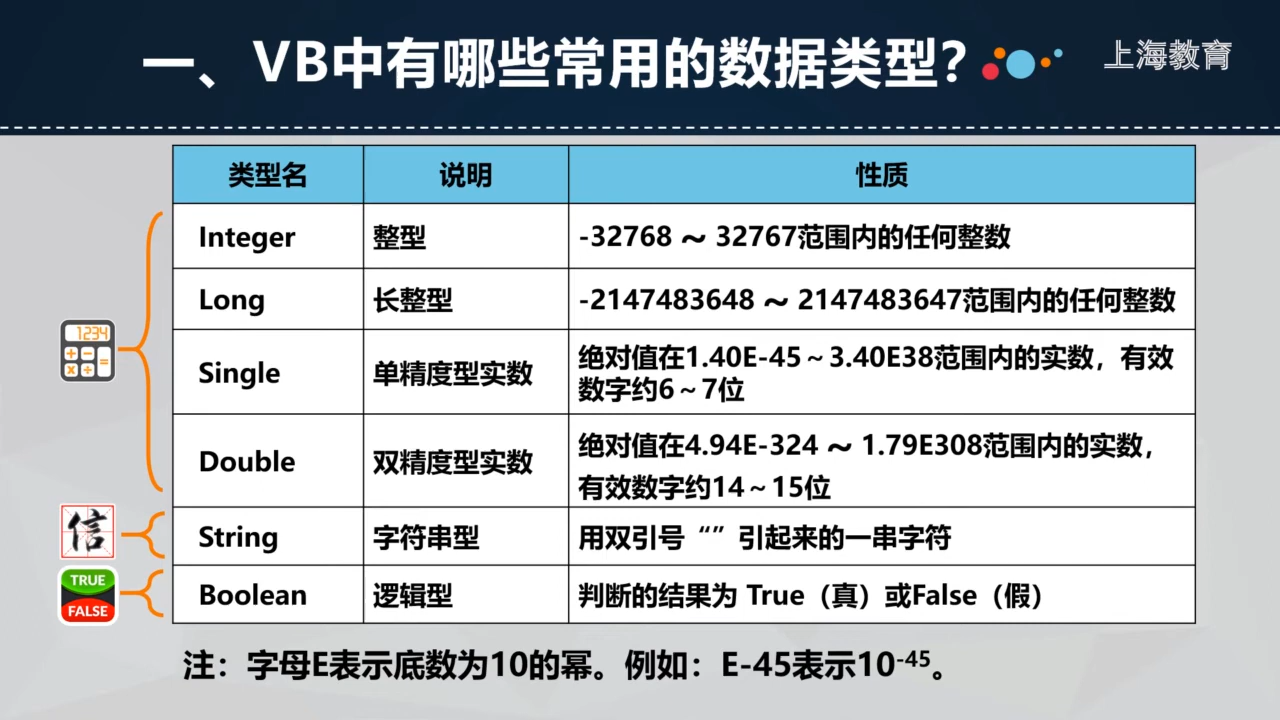 一、VB中有哪些常用的数据类型？
上海教育
类型名 说明 性质
Integer 整型 -32768 ～ 32767范围内的任何整数
Long 长整型 -2147483648 ～ 2147483647范围内的任何整数
1234
Single 单精度型实数 绝对值在1.40E-45～3.40E38范围内的实数，有效
数字约6～7位
Double 双精度型实数 绝对值在4.94E-324 ～ 1.79E308范围内的实数，
有效数字约14～15位
信
String 字符串型 用双引号“”引起来的一串字符
TRUE
FALSE
Boolean 逻辑型 判断的结果为 True（真）或False（假）
注：字母E表示底数为10的幂。例如：E-45表示10⁻⁴⁵。